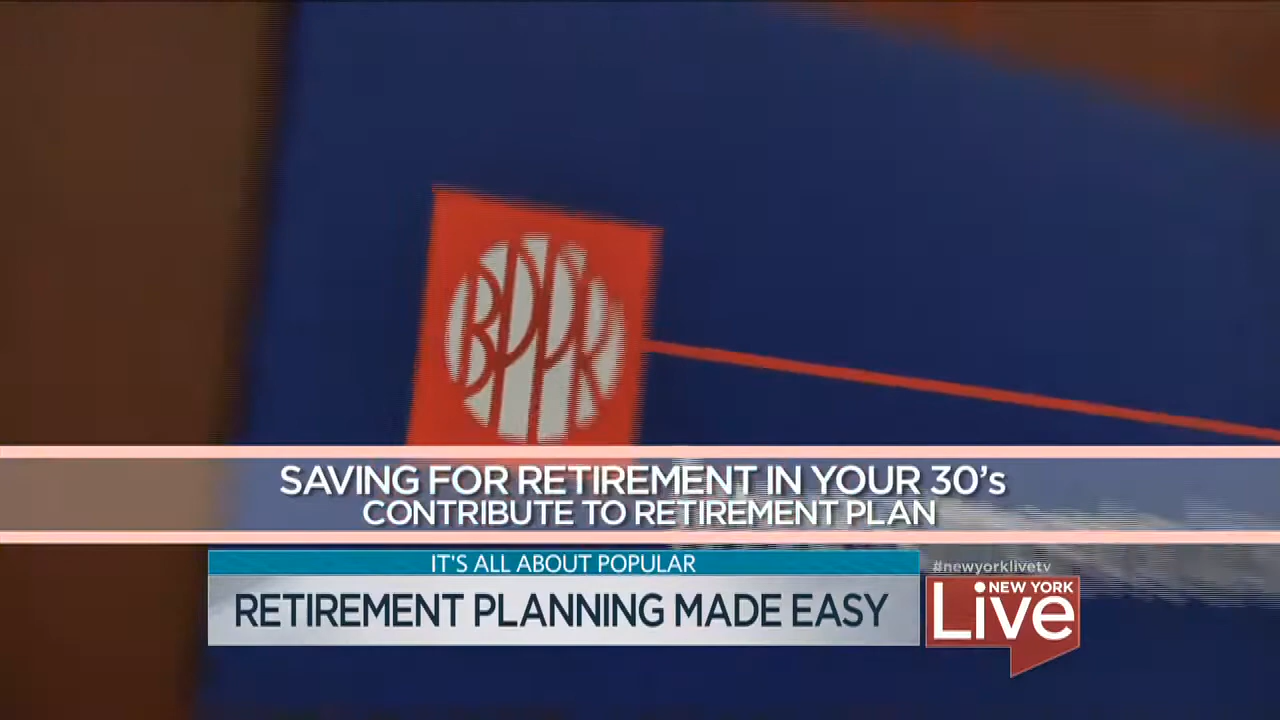 BPPR
SAVING FOR RETIREMENT IN YOUR 30's
CONTRIBUTE TO RETIREMENT PLAN
IT'S ALL ABOUT POPULAR
RETIREMENT PLANNING MADE EASY
#newyorklivetv
NEW YORK
Live